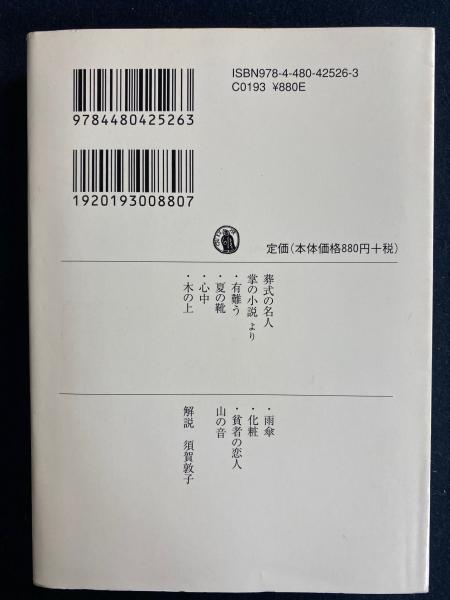 ISBN978-4-480-42526-3
C0193 ¥880E
9784480425263
1920193008807
定価(本体価格880円+税)
葬式の名人
掌の小説 より
・有難う
・夏の靴
・心中
・木の上
・雨傘
・化粧
・貧者の恋人
山の音
解説 須賀敦子